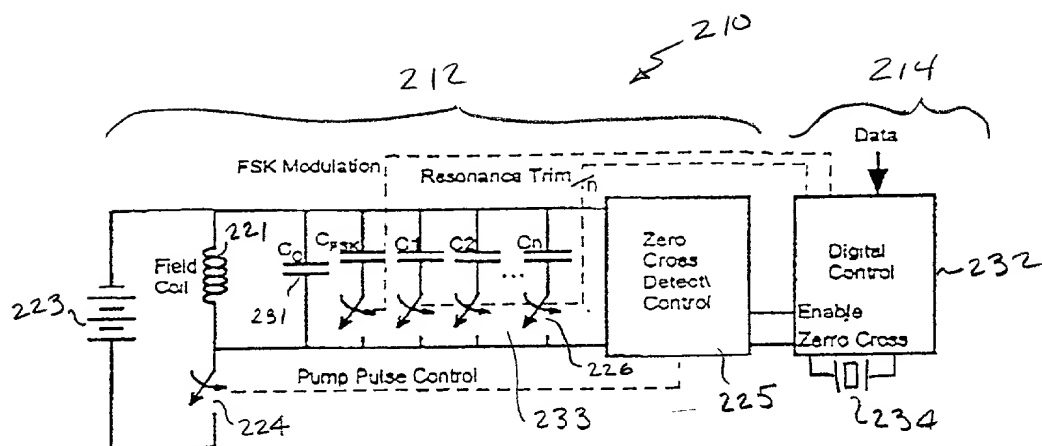 210
212
214
Data
FSK Modulation
Resonance Trim
n
221
Field
Coil
C0
CFSK
C1
C2
...
Cn
Zero
Cross
Detect\
Control
Digital
Control
232
223
231
Enable
Zerro Cross
226
Pump Pulse Control
224
233
225
234